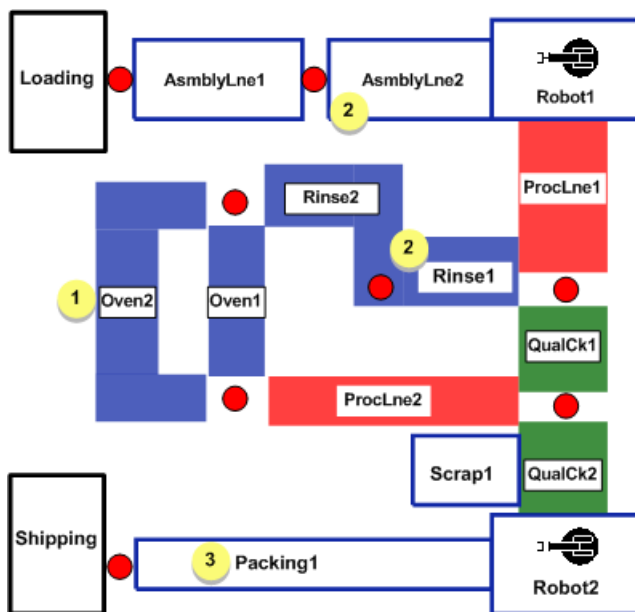 Loading
AsmblyLne1
AsmblyLne2
2
Robot1
ProcLne1
Rinse2
2
Rinse1
1
Oven2
Oven1
QualCk1
ProcLne2
Scrap1
QualCk2
Shipping
3
Packing1
Robot2